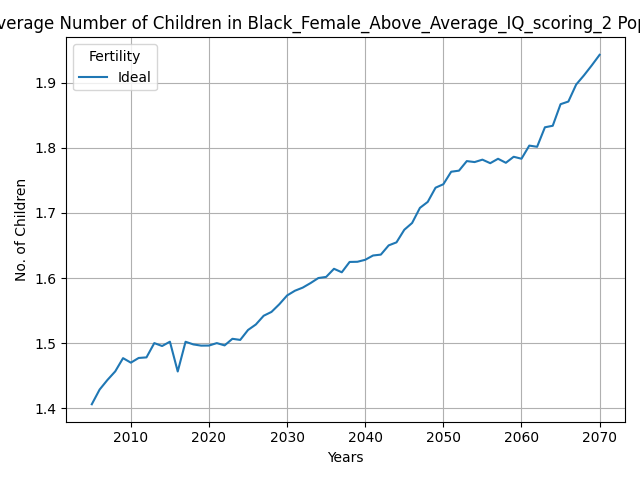 verage Number of Children in Black_Female_Above_Average_IQ_scoring_2 Pop
Fertility
Ideal
No. of Children
1.9
1.8
1.7
1.6
1.5
1.4
2010 2020 2030 2040 2050 2060 2070
Years